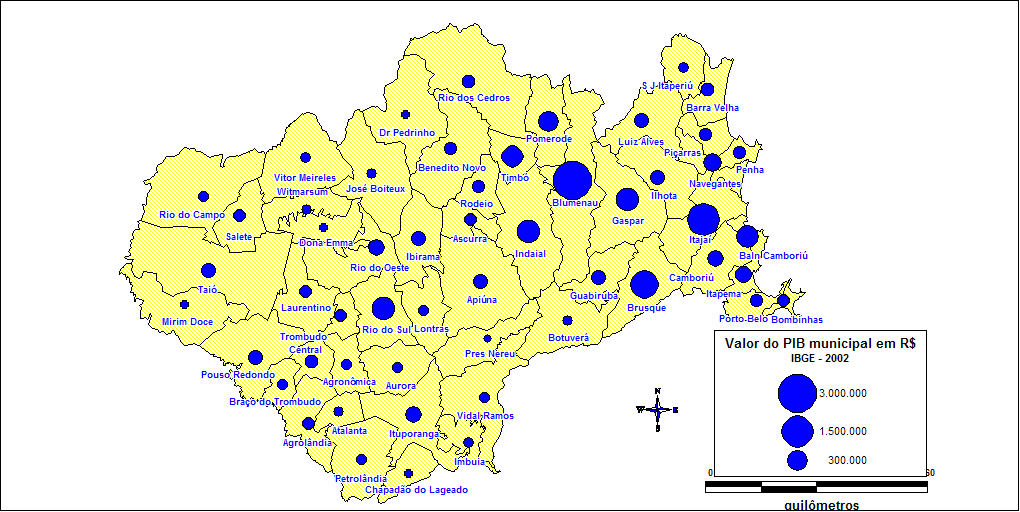 S J Itaperiú
Rio dos Cedros
Barra Velha
Dr Pedrinho
Pomerode
Luiz Alves
Piçarras
Benedito Novo
Penha
Vitor Meireles
Timbó
Navegantes
Witmarsum
José Boiteux
Ilhota
Rodeio
Blumenau
Rio do Campo
Gaspar
Salete
Ascurra
Itajaí
Dona Emma
Indaial
Ibirama
Baln Camboriú
Rio do Oeste
Camboriú
Taió
Guabiruba
Itapema
Apiúna
Laurentino
Brusque
Mirim Doce
Porto Belo
Bombinhas
Rio do Sul
Lontras
Trombudo
Central
Botuverá
Pres Nereu
Pouso Redondo
Agronômica
Aurora
Braço do Trombudo
Vidal Ramos
Atalanta
Ituporanga
Agrolândia
Imbuia
Petrolândia
Chapadão do Lageado
Valor do PIB municipal em R$
IBGE - 2002
3.000.000
1.500.000
300.000
N
W
E
S
0
60
quilômetros